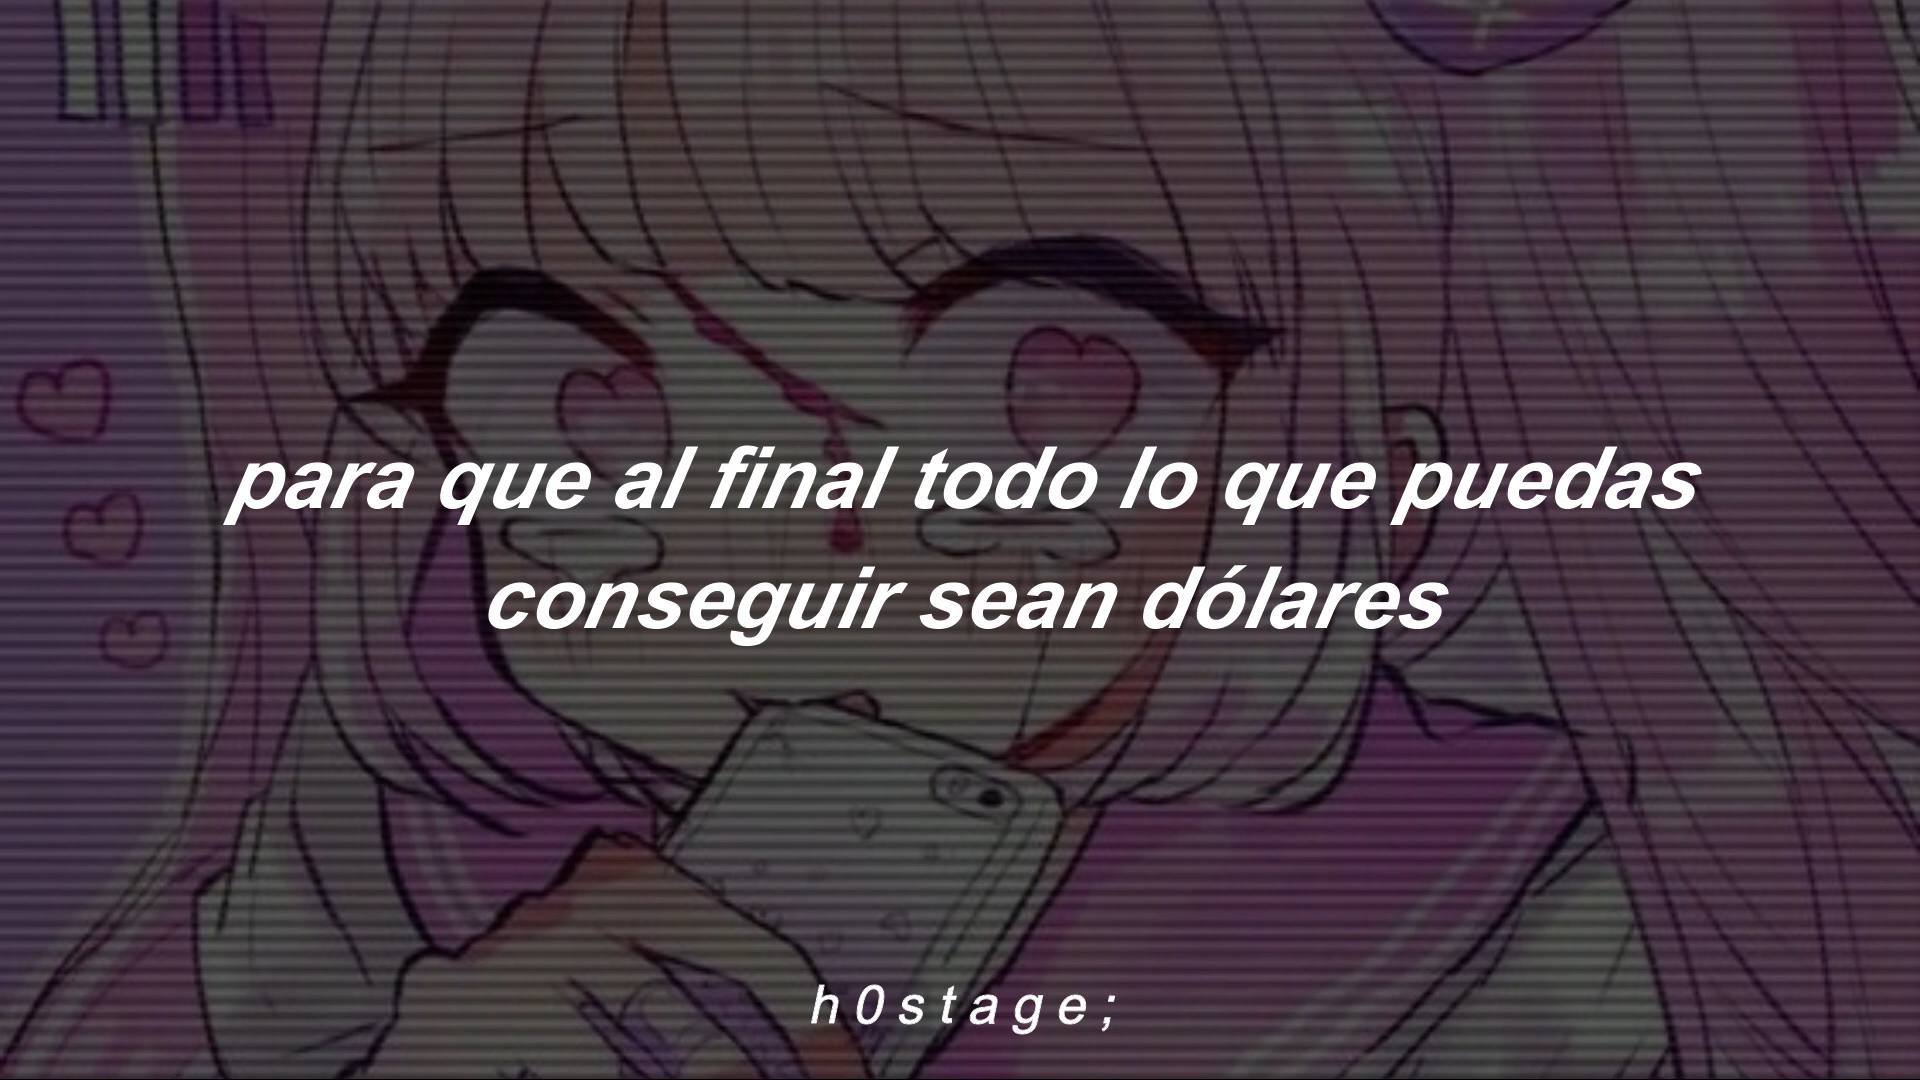 para que al final todo lo que puedas
conseguir sean dólares
h0stage;